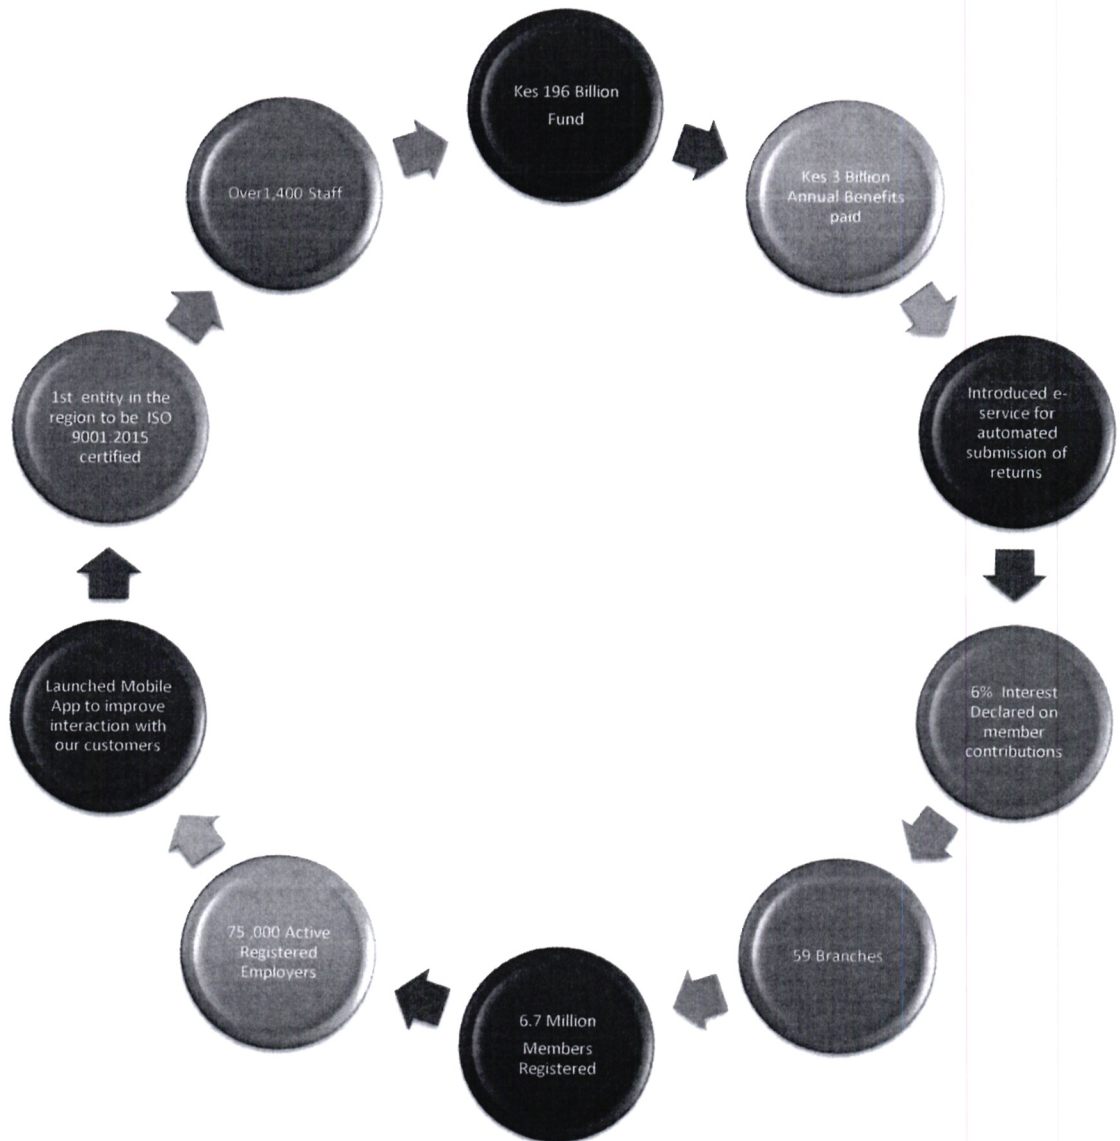 Kes 196 Billion
Fund
Kes 3 Billion
Annual Benefits
paid
Introduced e-
service for
automated
submission of
returns
6% Interest
Declared on
member
contributions
59 Branches
6.7 Million
Members
Registered
75 ,000 Active
Registered
Employers
Launched Mobile
App to improve
interaction with
our customers
1st entity in the
region to be ISO
9001:2015
certified
Over1,400 Staff